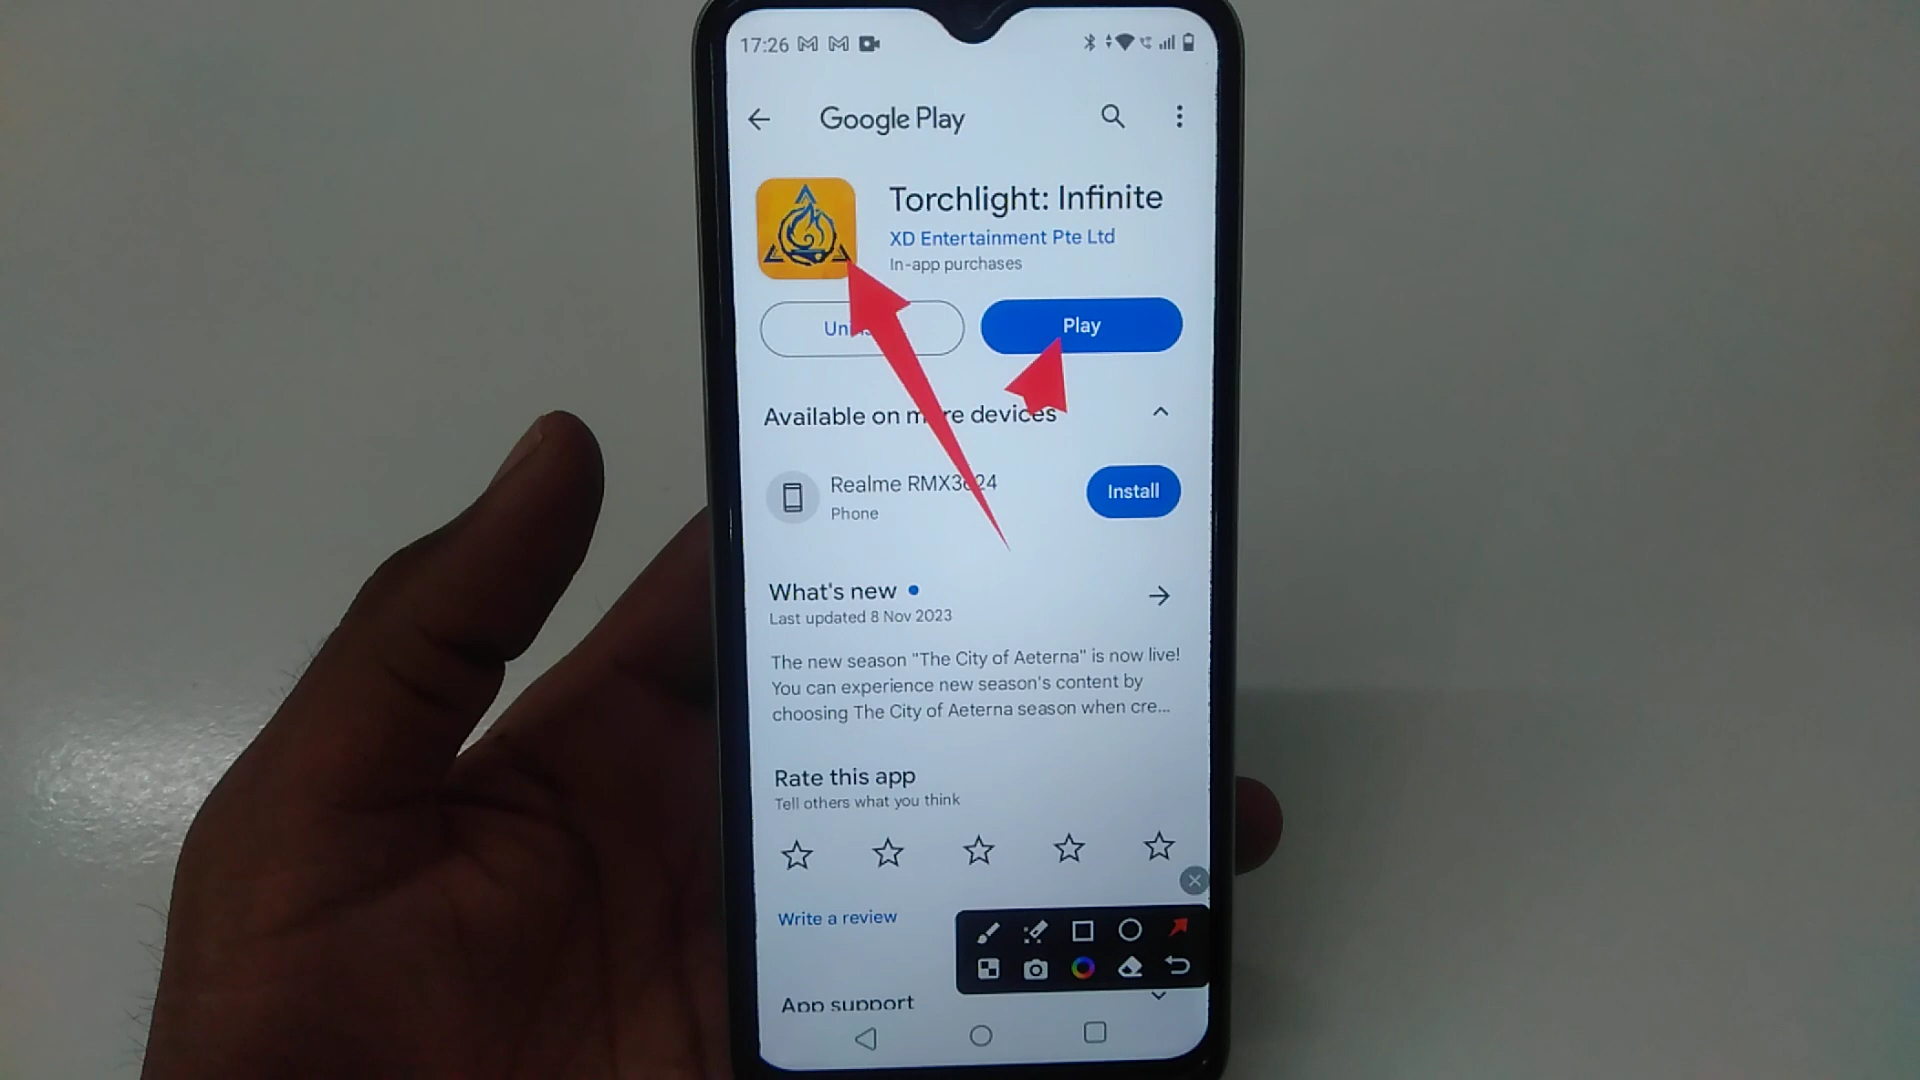 17:26
Google Play
Torchlight: Infinite
XD Entertainment Pte Ltd
In-app purchases
Play
Available on more devices
Realme RMX3624
Phone
Install
What's new
Last updated 8 Nov 2023
The new season "The City of Aeterna" is now live!
You can experience new season's content by
choosing The City of Aeterna season when cre...
Rate this app
Tell others what you think
Write a review
App support